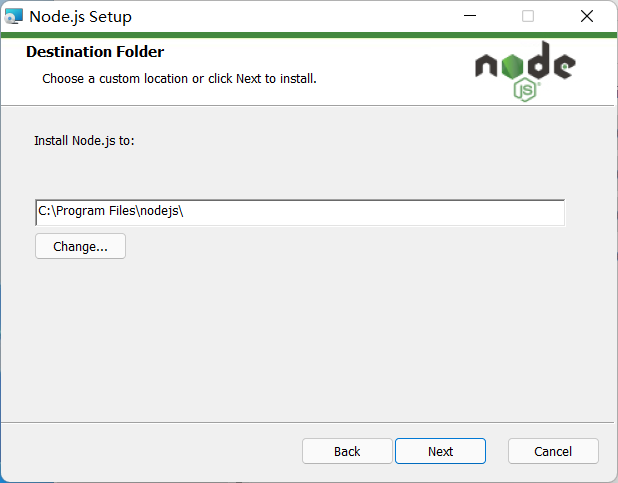 Node.js Setup
Destination Folder
Choose a custom location or click Next to install.
node
JS
Install Node.js to:
C:\Program Files\nodejs\
Change...
Back Next Cancel